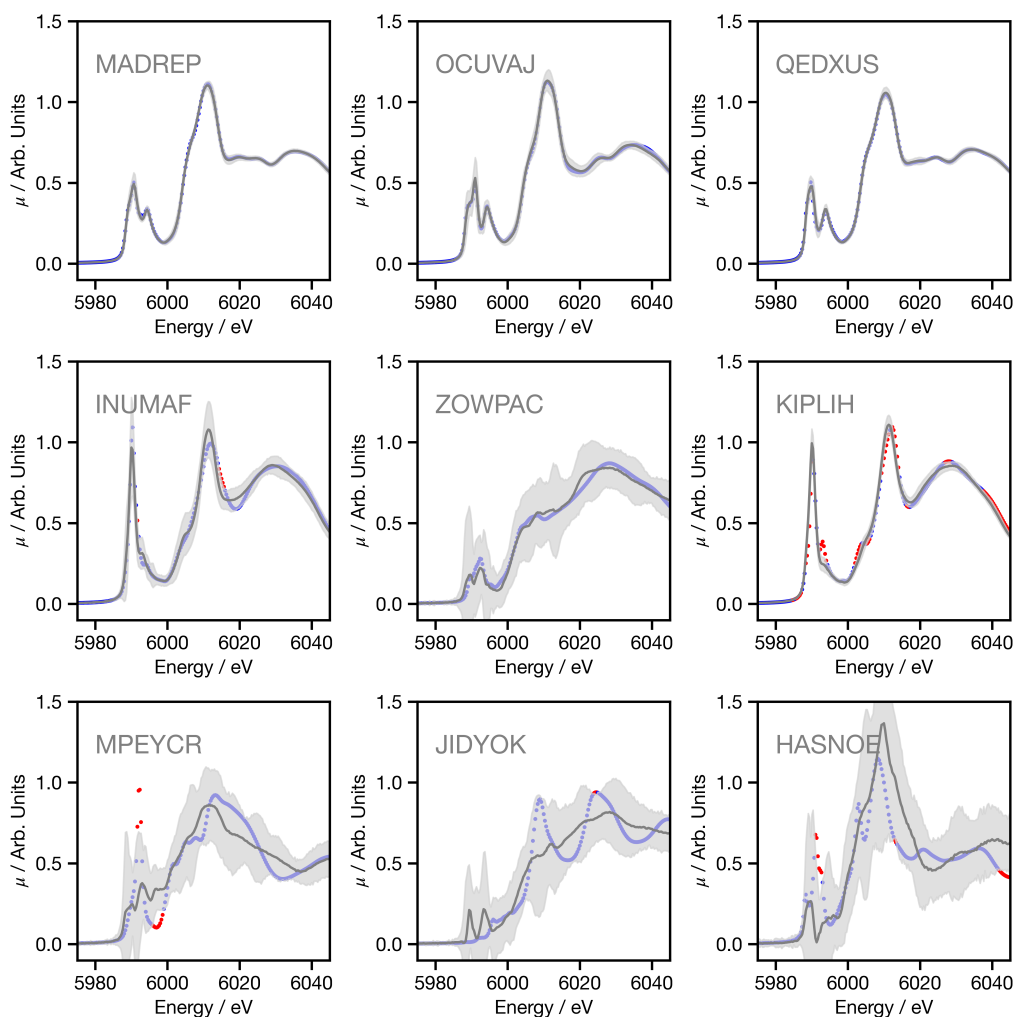 1.5
MADREP
1.0
0.5
0.0
μ / Arb. Units
5980 6000 6020 6040
Energy / eV
1.5
OCUVAJ
1.0
0.5
0.0
μ / Arb. Units
5980 6000 6020 6040
Energy / eV
1.5
QEDXUS
1.0
0.5
0.0
μ / Arb. Units
5980 6000 6020 6040
Energy / eV
1.5
INUMAF
1.0
0.5
0.0
μ / Arb. Units
5980 6000 6020 6040
Energy / eV
1.5
ZOWPAC
1.0
0.5
0.0
μ / Arb. Units
5980 6000 6020 6040
Energy / eV
1.5
KIPLIH
1.0
0.5
0.0
μ / Arb. Units
5980 6000 6020 6040
Energy / eV
1.5
MPEYCR
1.0
0.5
0.0
μ / Arb. Units
5980 6000 6020 6040
Energy / eV
1.5
JIDYOK
1.0
0.5
0.0
μ / Arb. Units
5980 6000 6020 6040
Energy / eV
1.5
HASNOE
1.0
0.5
0.0
μ / Arb. Units
5980 6000 6020 6040
Energy / eV